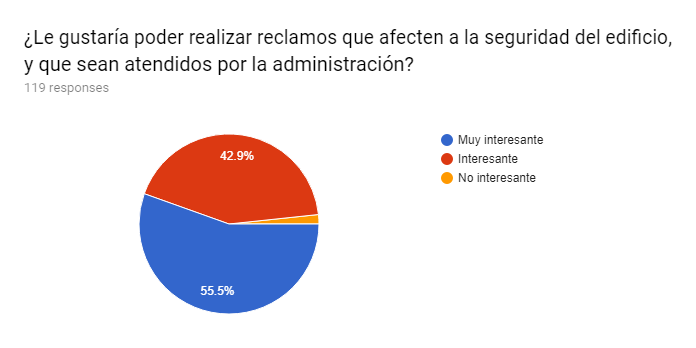 ¿Le gustaría poder realizar reclamos que afecten a la seguridad del edificio,
y que sean atendidos por la administración?
119 responses
42.9%
55.5%
Muy interesante
Interesante
No interesante